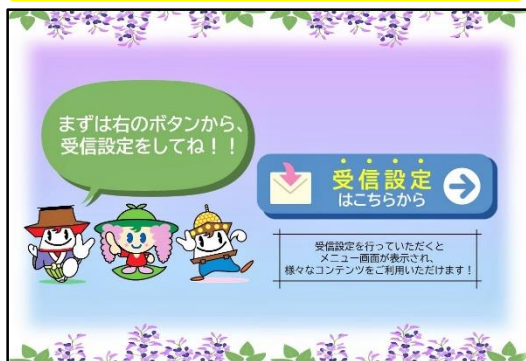 まずは右のボタンから、
受信設定をしてね！！
受信設定
はこちらから
受信設定を行っていただくと
メニュー画面が表示され、
様々なコンテンツをご利用いただけます！